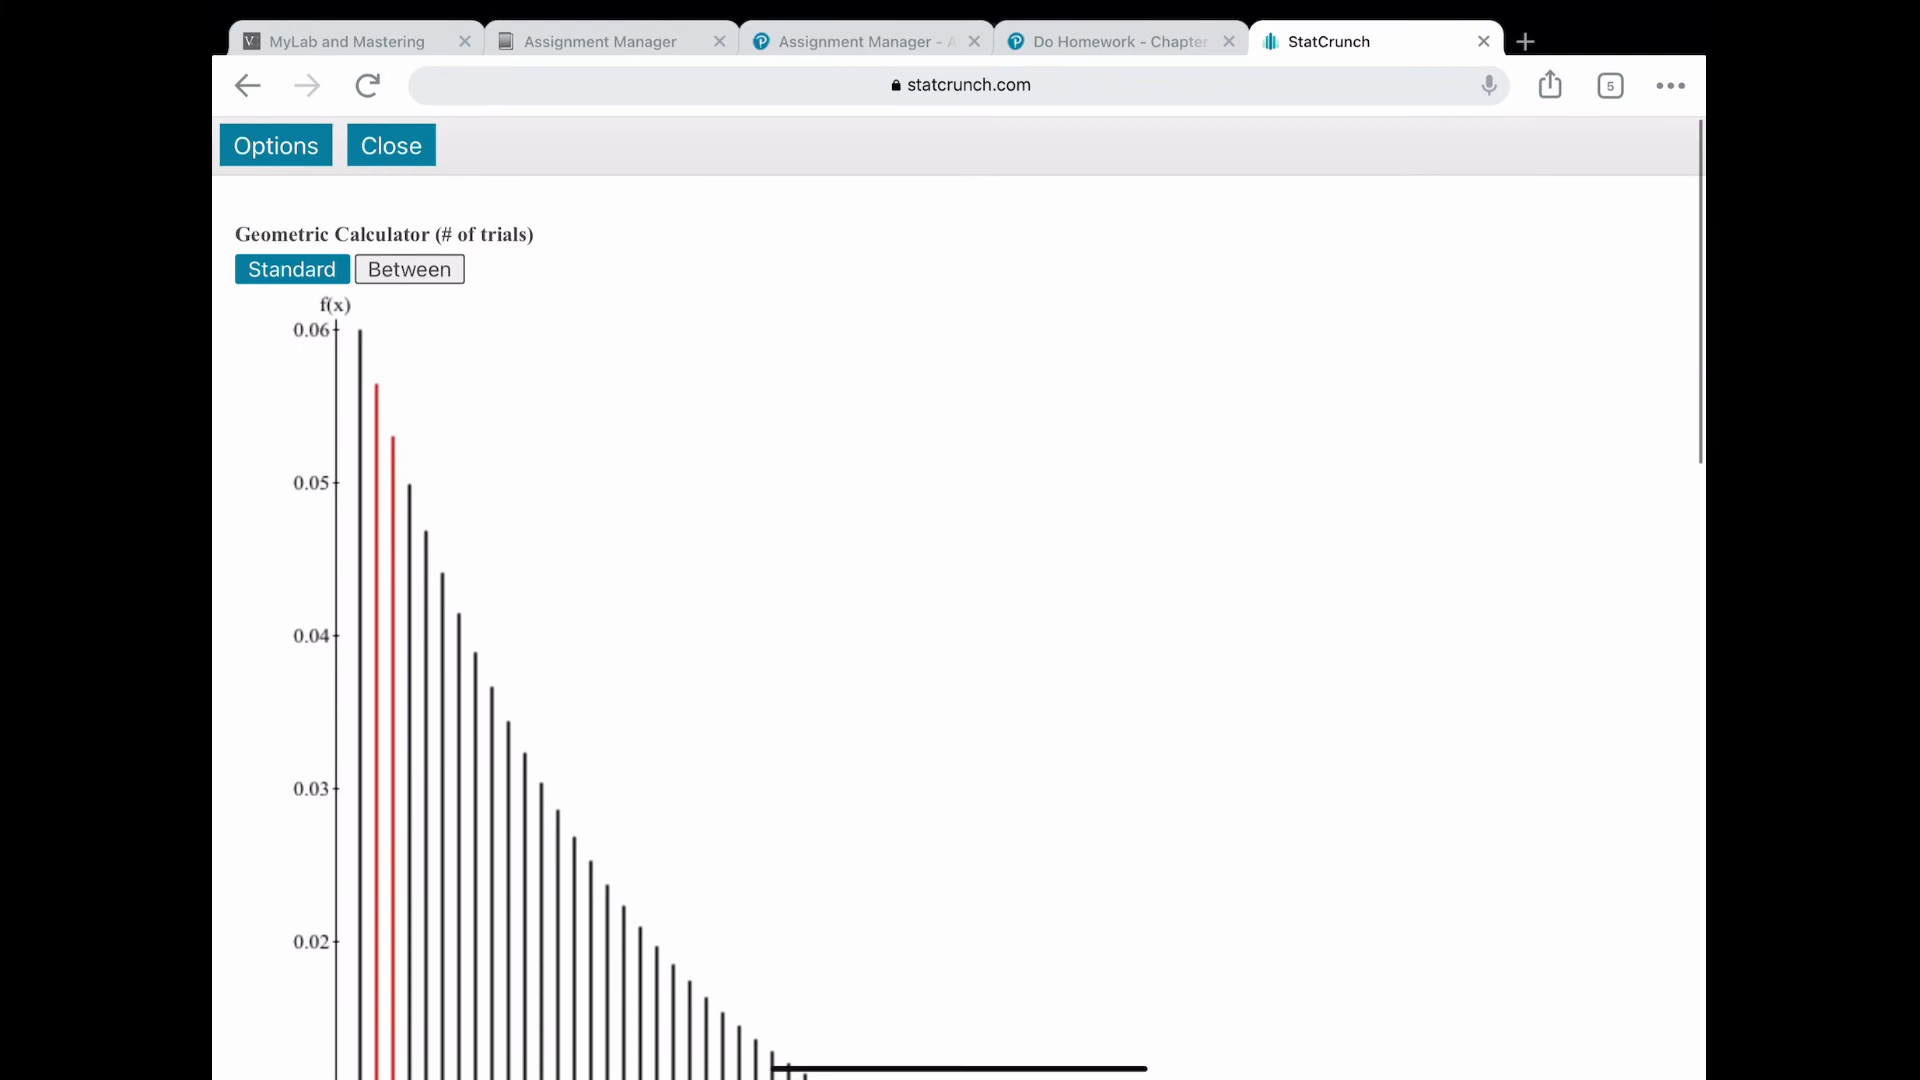 MyLab and Mastering
Assignment Manager
Assignment Manager - A
Do Homework - Chapter
StatCrunch
statcrunch.com
5
Options
Close
Geometric Calculator (# of trials)
Standard
Between
f(x)
0.06
0.05
0.04
0.03
0.02